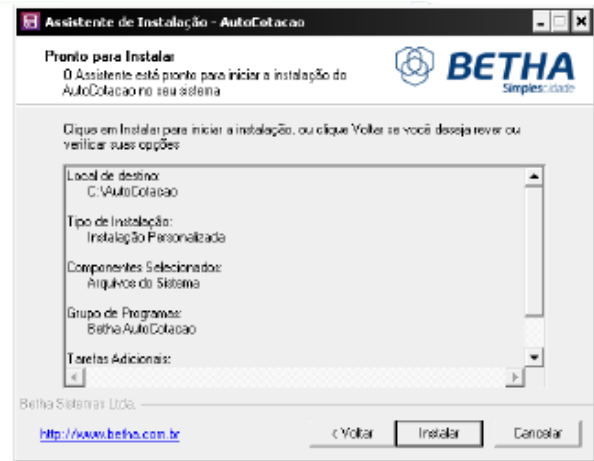 Assistente de Instalação - AutoCotacao
Pronto para Instalar
O Assistente está pronto para iniciar a instalação do
AutoCotacao no seu sistema
BETHA
Simplescidade
Clique em Instalar para iniciar a instalação, ou clique Voltar se você deseja rever ou
verificar suas opções
Local de destino:
C:\AutoCotacao
Tipo de Instalação:
Instalação Personalizada
Componentes Selecionados:
Arquivos do Sistema
Grupo de Programas:
Betha AutoCotacao
Tarefas Adicionais:
Betha Sistemas Ltda.
http://www.betha.com.br
< Voltar
Instalar
Cancelar